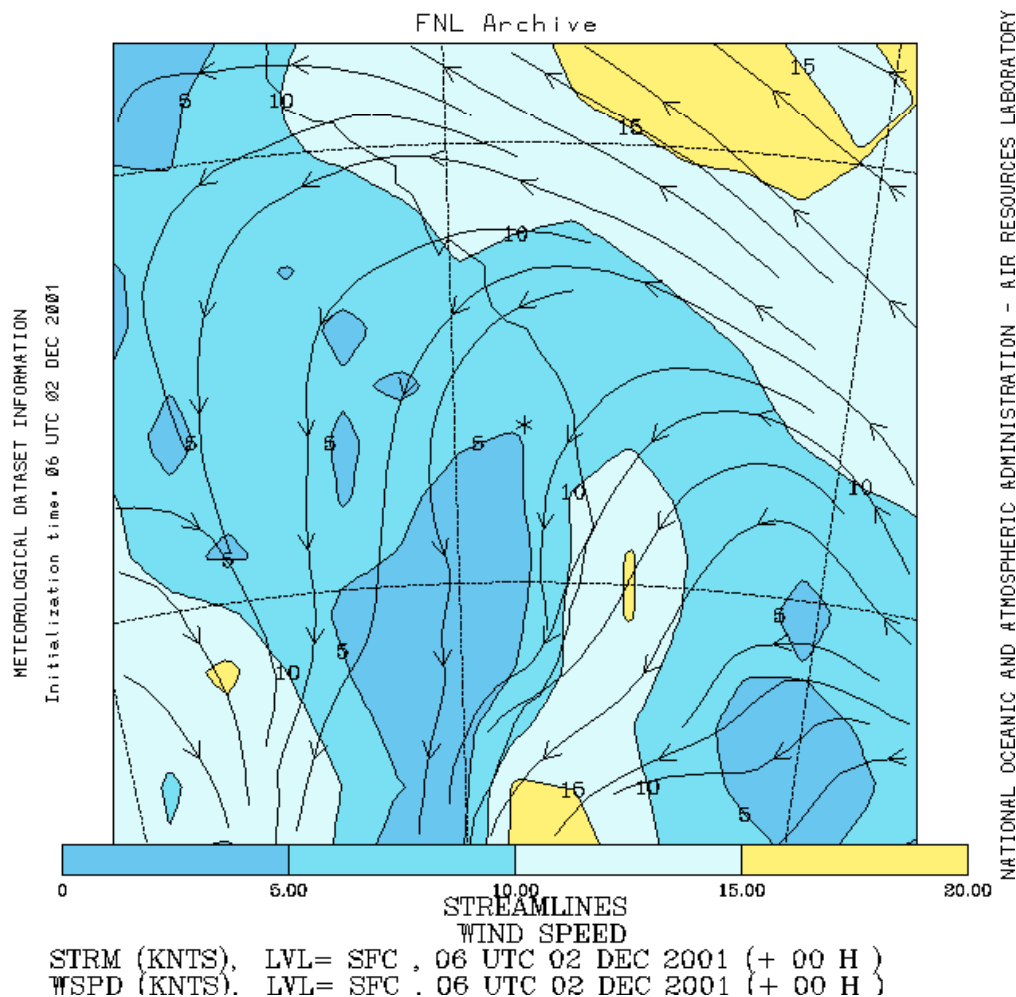 FNL Archive
NATIONAL OCEANIC AND ATMOSPHERIC ADMINISTRATION - AIR RESOURCES LABORATORY
METEOROLOGICAL DATASET INFORMATION
Initialization time: 06 UTC 02 DEC 2001
15
5
10
15
10
5
5
*
5
10
10
5
5
5
10
15
10
5
0
5.00
10.00
15.00
20.00
STREAMLINES
WIND SPEED
STRM (KNTS), LVL= SFC , 06 UTC 02 DEC 2001 (+ 00 H )
WSPD (KNTS), LVL= SFC , 06 UTC 02 DEC 2001 (+ 00 H )